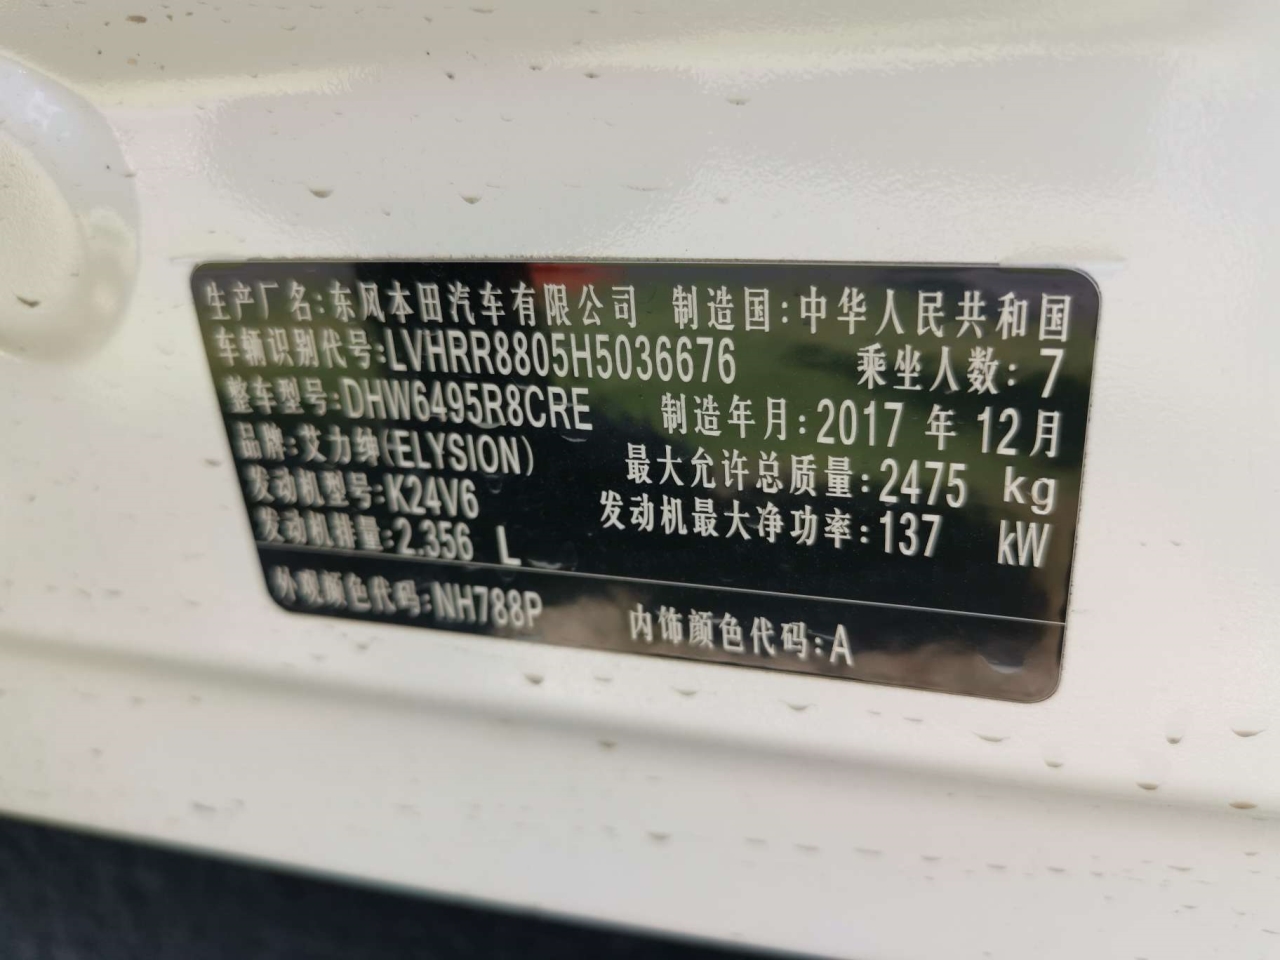 生产厂名:东风本田汽车有限公司 制造国:中华人民共和国
车辆识别代号:LVHRR8805H5036676 乘坐人数:7
整车型号:DHW6495R8CRE 制造年月:2017 年 12月
品牌:艾力绅(ELYSION) 最大允许总质量:2475 kg
发动机型号:K24V6 发动机最大净功率:137 kW
发动机排量:2.356 L
外观颜色代码:NH788P 内饰颜色代码:A